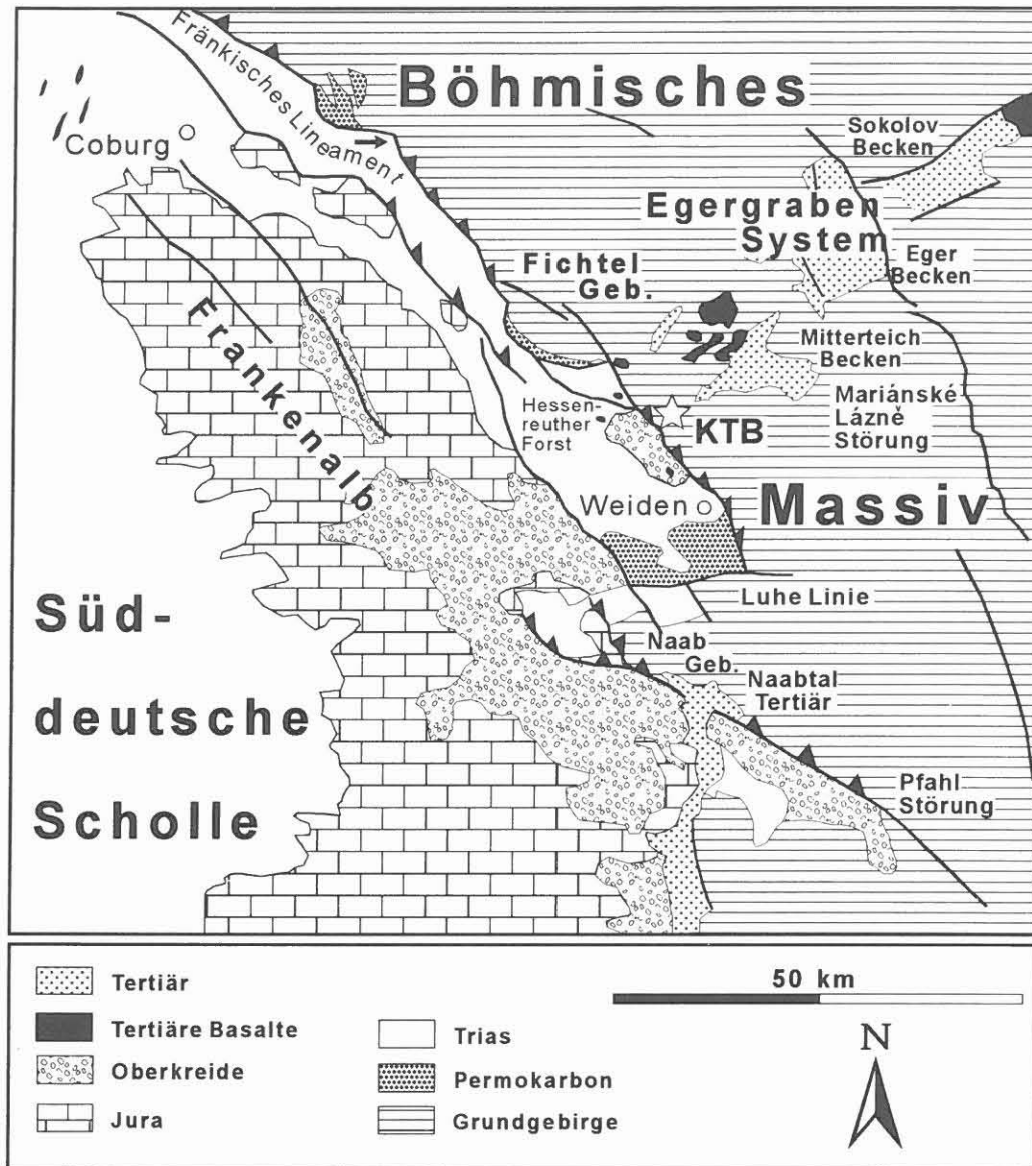 Fränkisches Lineament
Böhmisches
Coburg
Sokolov
Becken
Egergraben
System
Eger
Becken
Fichtel
Geb.
Mitterteich
Becken
Frankenalb
Hessen-
reuther
Forst
KTB
Mariánské
Lázně
Störung
Weiden
Massiv
Luhe Linie
Süd-
deutsche
Scholle
Naab
Geb.
Naabtal
Tertiär
Pfahl
Störung
Tertiär
Tertiäre Basalte
Oberkreide
Jura
Trias
Permokarbon
Grundgebirge
50 km
N